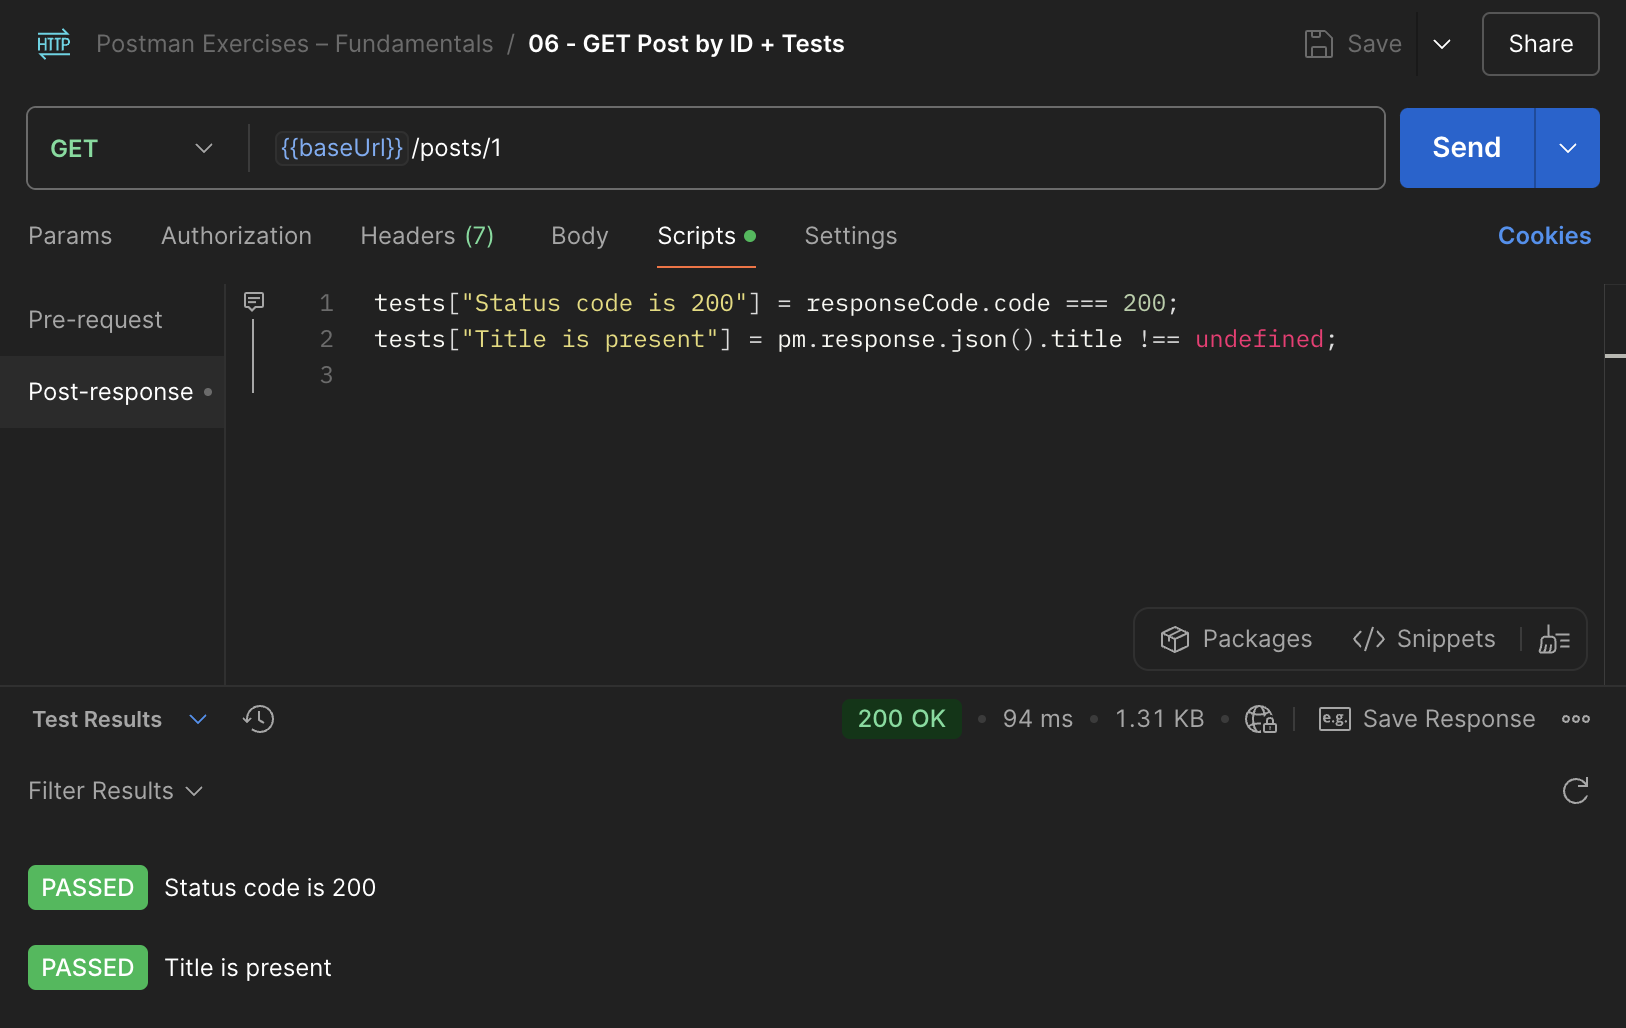 HTTP Postman Exercises – Fundamentals / 06 - GET Post by ID + Tests Save Share
GET {{baseUrl}}/posts/1 Send
Params Authorization Headers (7) Body Scripts Settings Cookies
Pre-request
Post-response
1 tests["Status code is 200"] = responseCode.code === 200;
2 tests["Title is present"] = pm.response.json().title !== undefined;
3
Packages </> Snippets
Test Results 200 OK • 94 ms • 1.31 KB • e.g. Save Response
Filter Results
PASSED Status code is 200
PASSED Title is present